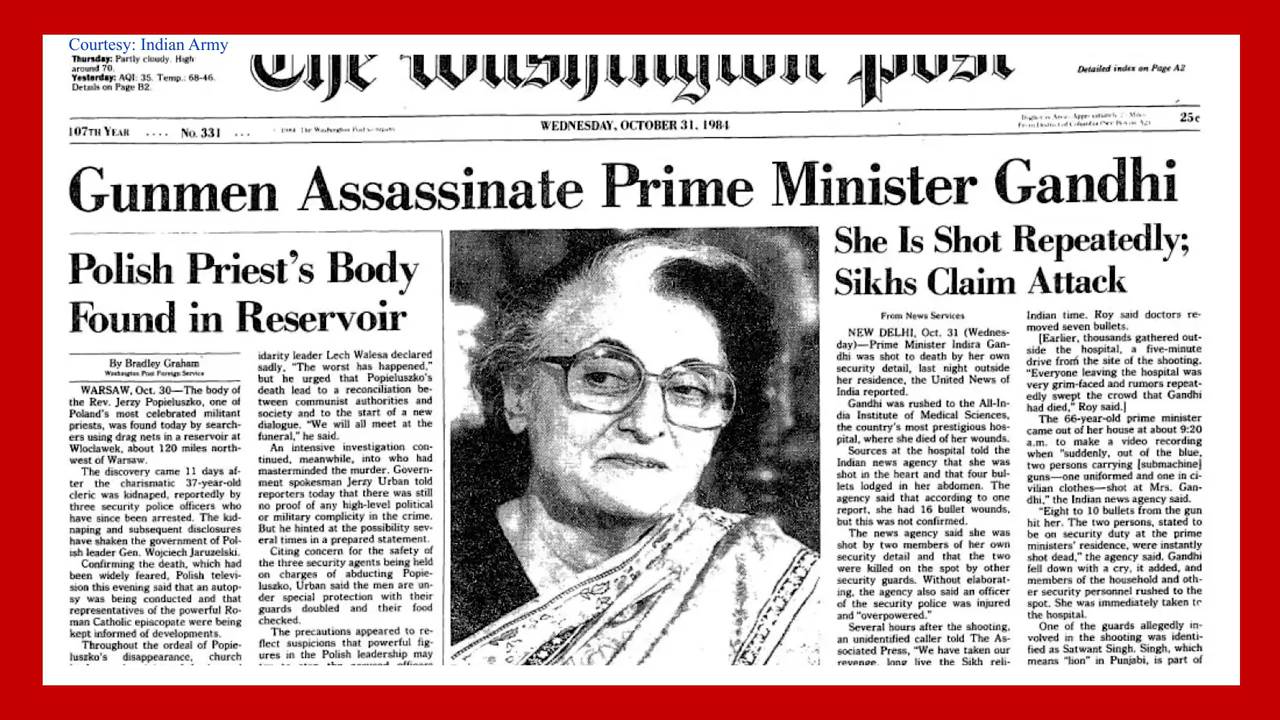 Courtesy: Indian Army
Thursday: Partly cloudy. High
around 70.
Yesterday: AQI: 35. Temp.: 68-46.
Details on Page B2.
The Washington Post
Detailed index on Page A2
107TH YEAR .... No. 331 ...
1984 The Washington Post Company
WEDNESDAY, OCTOBER 31, 1984
25¢
Gunmen Assassinate Prime Minister Gandhi
Polish Priest's Body
Found in Reservoir
By Bradley Graham
Washington Post Foreign Service
WARSAW, Oct. 30—The body of
the Rev. Jerzy Popieluszko, one of
Poland's most celebrated militant
priests, was found today by search-
ers using drag nets in a reservoir at
Wloclawek, about 120 miles north-
west of Warsaw.
The discovery came 11 days af-
ter the charismatic 37-year-old
cleric was kidnaped, reportedly by
three security police officers who
have since been arrested. The kid-
naping and subsequent disclosures
have shaken the government of Pol-
ish leader Gen. Wojciech Jaruzelski.
Confirming the death, which had
been widely feared, Polish televi-
sion this evening said that an autop-
sy was being conducted and that
representatives of the powerful Ro-
man Catholic episcopate were being
kept informed of developments.
Throughout the ordeal of Popie-
luszko's disappearance, church
idarity leader Lech Walesa declared
sadly, "The worst has happened,"
but he urged that Popieluszko's
death lead to a reconciliation be-
tween communist authorities and
society and to the start of a new
dialogue. "We will all meet at the
funeral," he said.
An intensive investigation con-
tinued, meanwhile, into who had
masterminded the murder. Govern-
ment spokesman Jerzy Urban told
reporters today that there was still
no proof of any high-level political
or military complicity in the crime.
But he hinted at the possibility sev-
eral times in a prepared statement.
Citing concern for the safety of
the three security agents being held
on charges of abducting Popie-
luszko, Urban said the men are un-
der special protection with their
guards doubled and their food
checked.
The precautions appeared to re-
flect suspicions that powerful fig-
ures in the Polish leadership may
She Is Shot Repeatedly;
Sikhs Claim Attack
From News Services
NEW DELHI, Oct. 31 (Wednes-
day)—Prime Minister Indira Gan-
dhi was shot to death by her own
security detail, last night outside
her residence, the United News of
India reported.
Gandhi was rushed to the All-In-
dia Institute of Medical Sciences,
the country's most prestigious hos-
pital, where she died of her wounds.
Sources at the hospital told the
Indian news agency that she was
shot in the heart and that four bul-
lets lodged in her abdomen. The
agency said that according to one
report, she had 16 bullet wounds,
but this was not confirmed.
The news agency said she was
shot by two members of her own
security detail and that the two
were killed on the spot by other
security guards. Without elaborat-
ing, the agency also said an officer
of the security police was injured
and "overpowered."
Several hours after the shooting,
an unidentified caller told The As-
sociated Press, "We have taken our
revenge, long live the Sikh reli-
Indian time. Roy said doctors re-
moved seven bullets.
[Earlier, thousands gathered out-
side the hospital, a five-minute
drive from the site of the shooting.
"Everyone leaving the hospital was
very grim-faced and rumors repeat-
edly swept the crowd that Gandhi
had died," Roy said.]
The 66-year-old prime minister
came out of her house at about 9:20
a.m. to make a video recording
when "suddenly, out of the blue,
two persons carrying [submachine]
guns—one uniformed and one in ci-
vilian clothes—shot at Mrs. Gan-
dhi," the Indian news agency said.
"Eight to 10 bullets from the gun
hit her. The two persons, stated to
be on security duty at the prime
ministers' residence, were instantly
shot dead," the agency said. Gandhi
fell down with a cry, it added, and
members of the household and oth-
er security personnel rushed to the
spot. She was immediately taken to
the hospital.
One of the guards allegedly in-
volved in the shooting was identi-
fied as Satwant Singh. Singh, which
means "lion" in Punjabi, is part of